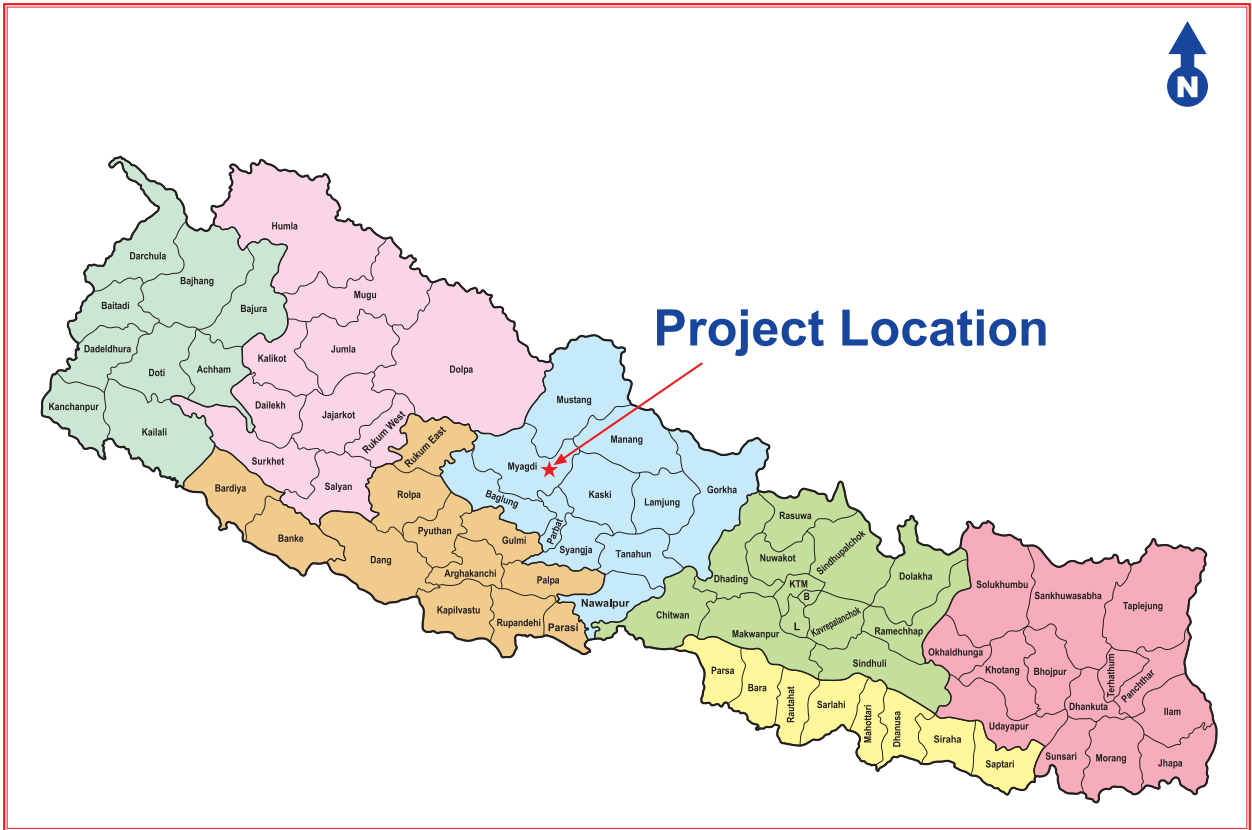 N
Project Location
Humla
Darchula
Bajhang
Mugu
Baitadi
Bajura
Dadeldhura
Jumla
Kalikot
Achham
Doti
Dolpa
Mustang
Kanchanpur
Dailekh
Jajarkot
Rukum West
Kailali
Rukum East
Manang
Surkhet
Myagdi
Salyan
Bardiya
Rolpa
Baglung
Kaski
Lamjung
Gorkha
Rasuwa
Banke
Pyuthan
Gulmi
Parbat
Syangja
Tanahun
Nuwakot
Sindhupalchok
Dang
Arghakanchi
Palpa
Dhading
KTM
Dolakha
Solukhumbu
B
Sankhuwasabha
Nawalpur
Taplejung
Kapilvastu
Rupandehi
Parasi
Chitwan
L
Kavrepalanchok
Makwanpur
Ramechhap
Okhaldhunga
Sindhuli
Khotang
Bhojpur
Terhathum
Panchthar
Parsa
Bara
Rautahat
Sarlahi
Mahottari
Dhanusa
Dhankuta
Ilam
Udayapur
Siraha
Saptari
Sunsari
Morang
Jhapa